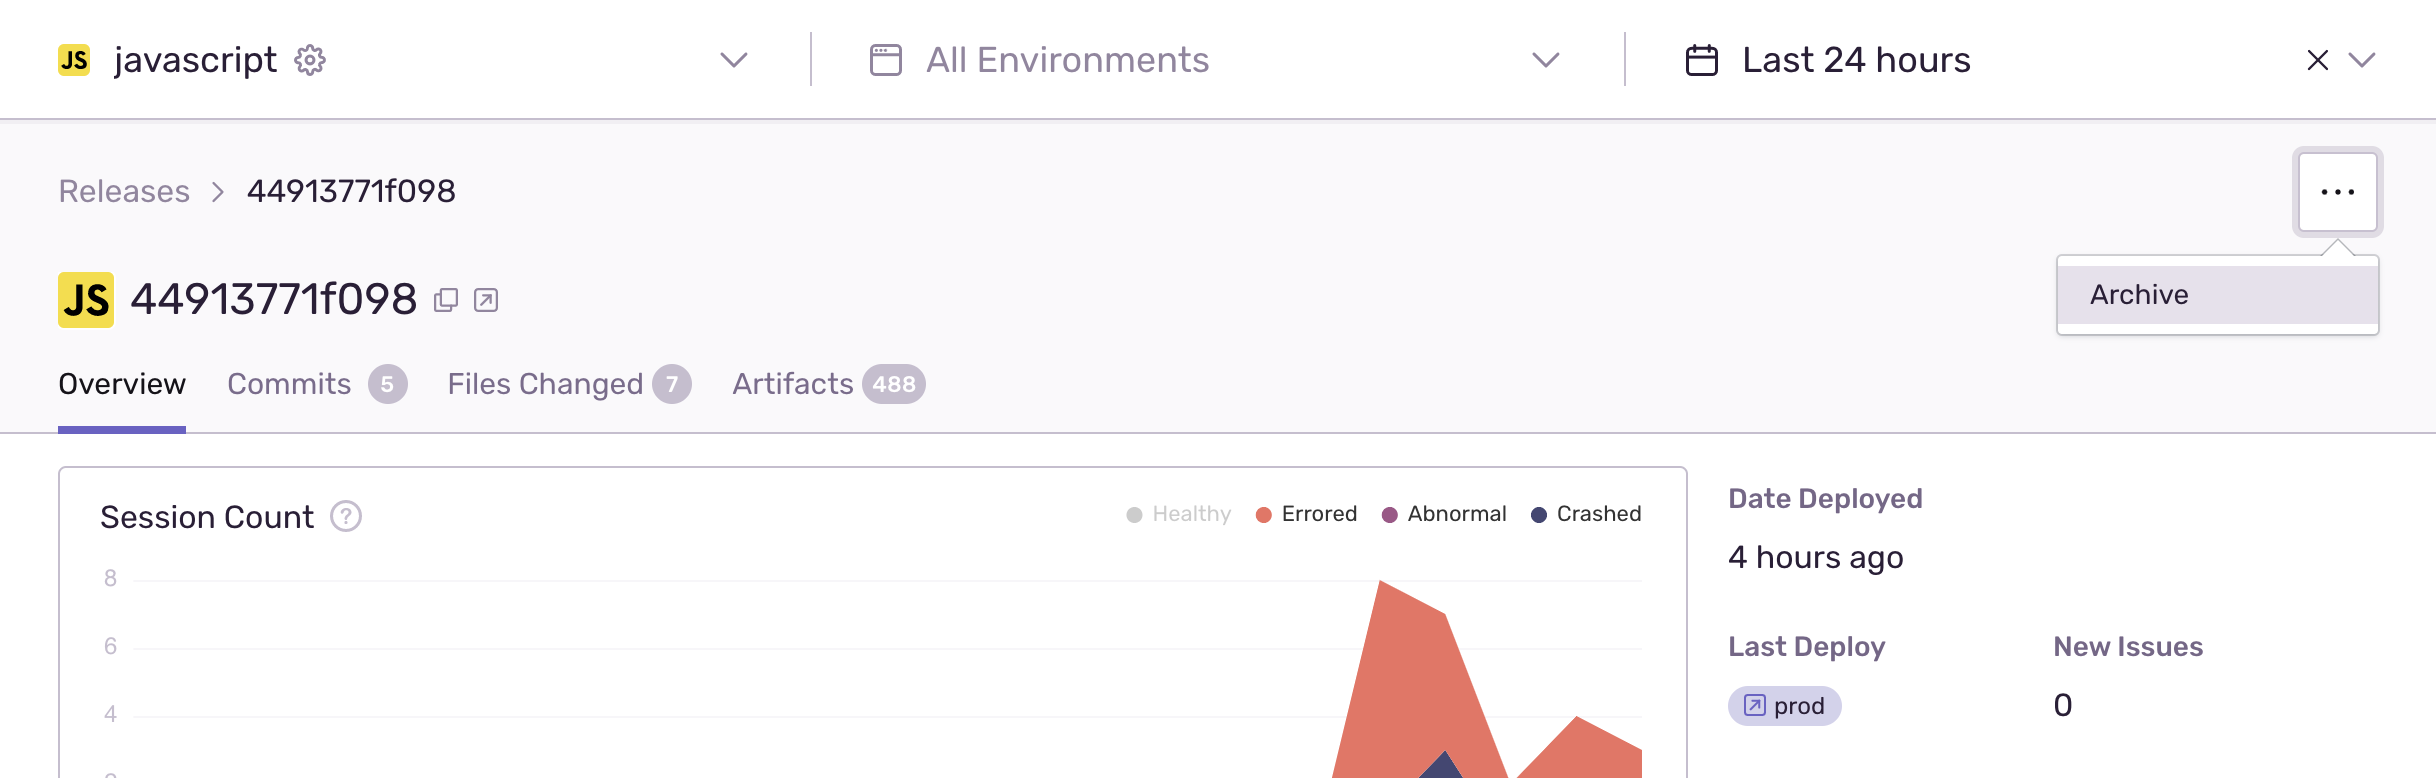 JS javascript All Environments Last 24 hours
Releases > 44913771f098 ...
Archive
JS 44913771f098
Overview Commits 5 Files Changed 7 Artifacts 488
Session Count ? Healthy Errored Abnormal Crashed
Date Deployed
4 hours ago
8
6
4
Last Deploy New Issues
prod 0